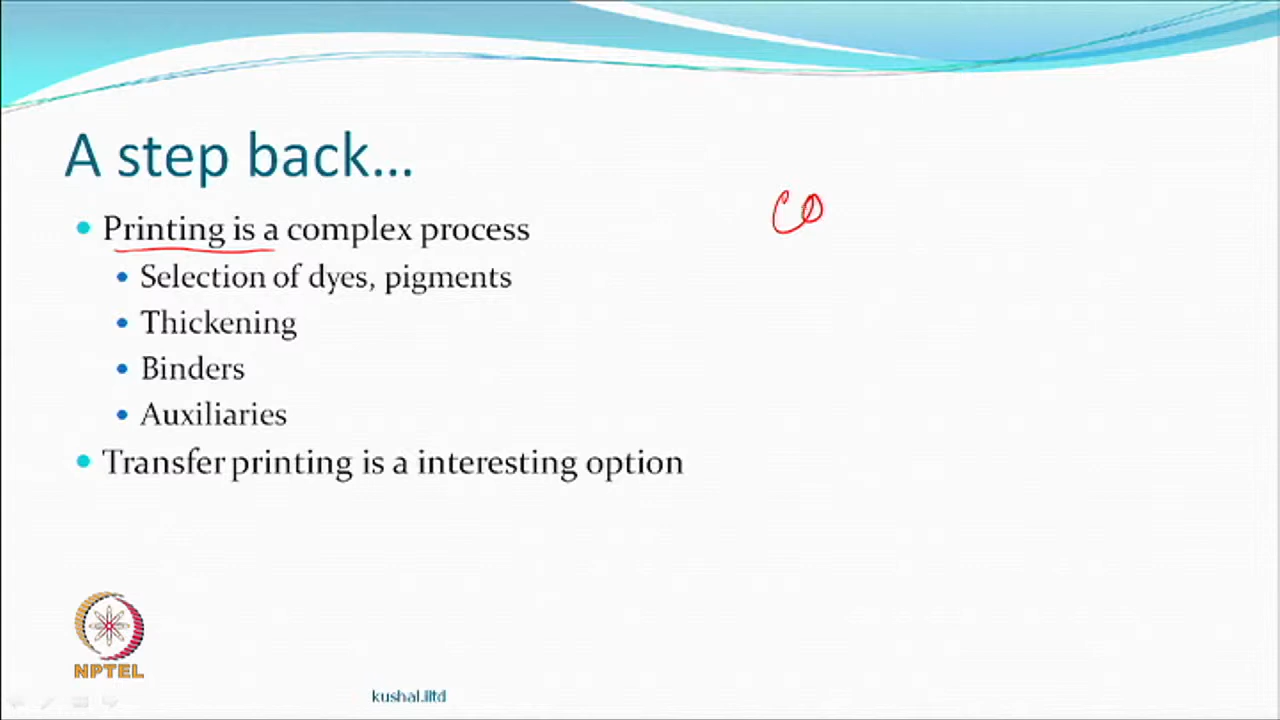 A step back...
Printing is a complex process
CO
Selection of dyes, pigments
Thickening
Binders
Auxiliaries
Transfer printing is a interesting option
NPTEL
kushal.iitd